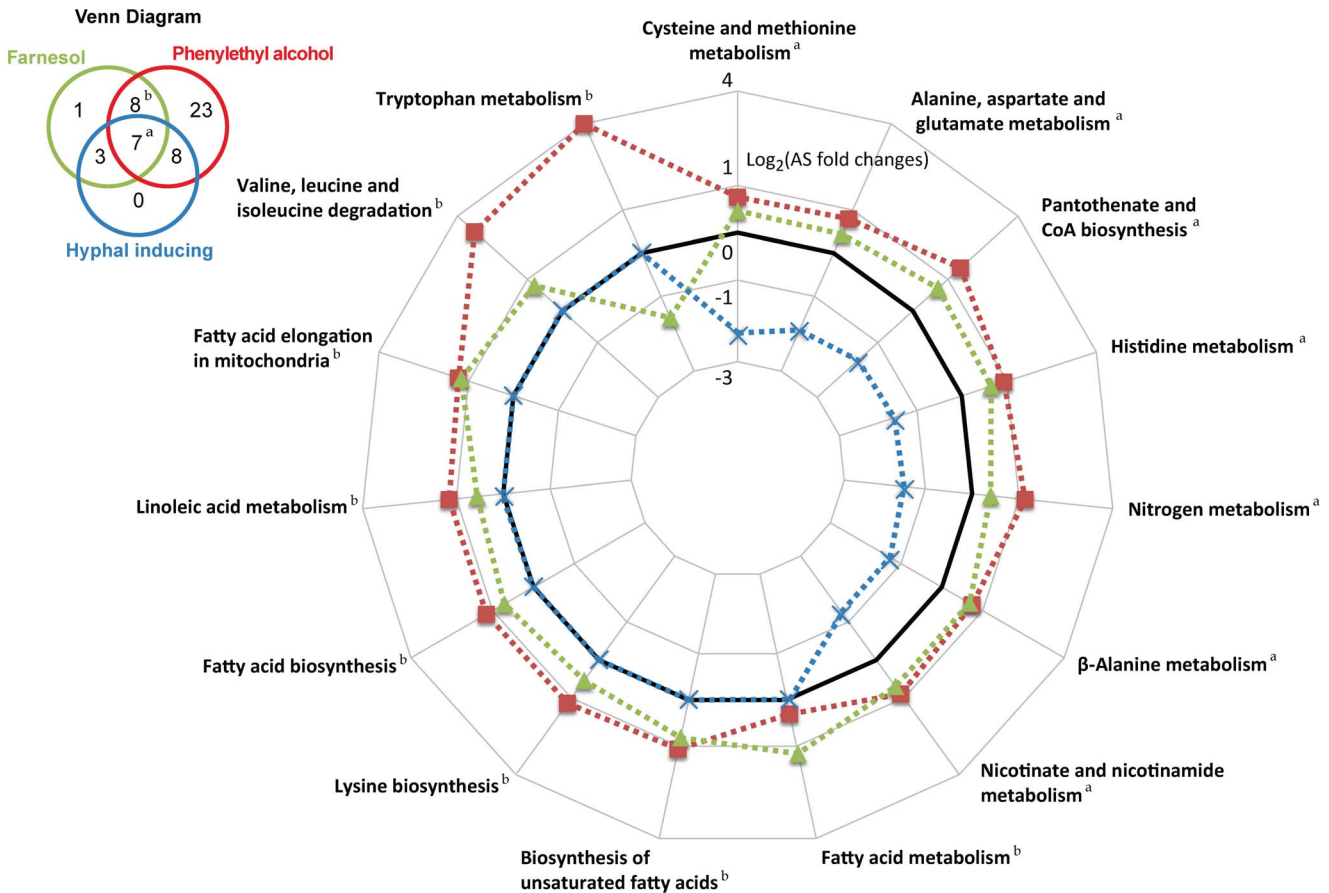 Venn Diagram
Farnesol
Phenylethyl alcohol
1
8 b
23
7 a
3
8
0
Hyphal inducing
Cysteine and methionine
metabolism a
Alanine, aspartate and
glutamate metabolism a
Pantothenate and
CoA biosynthesis a
Histidine metabolism a
Nitrogen metabolism a
β-Alanine metabolism a
Nicotinate and nicotinamide
metabolism a
Fatty acid metabolism b
Biosynthesis of
unsaturated fatty acids b
Lysine biosynthesis b
Fatty acid biosynthesis b
Linoleic acid metabolism b
Fatty acid elongation
in mitochondria b
Valine, leucine and
isoleucine degradation b
Tryptophan metabolism b
4
Log2(AS fold changes)
1
0
-1
-3